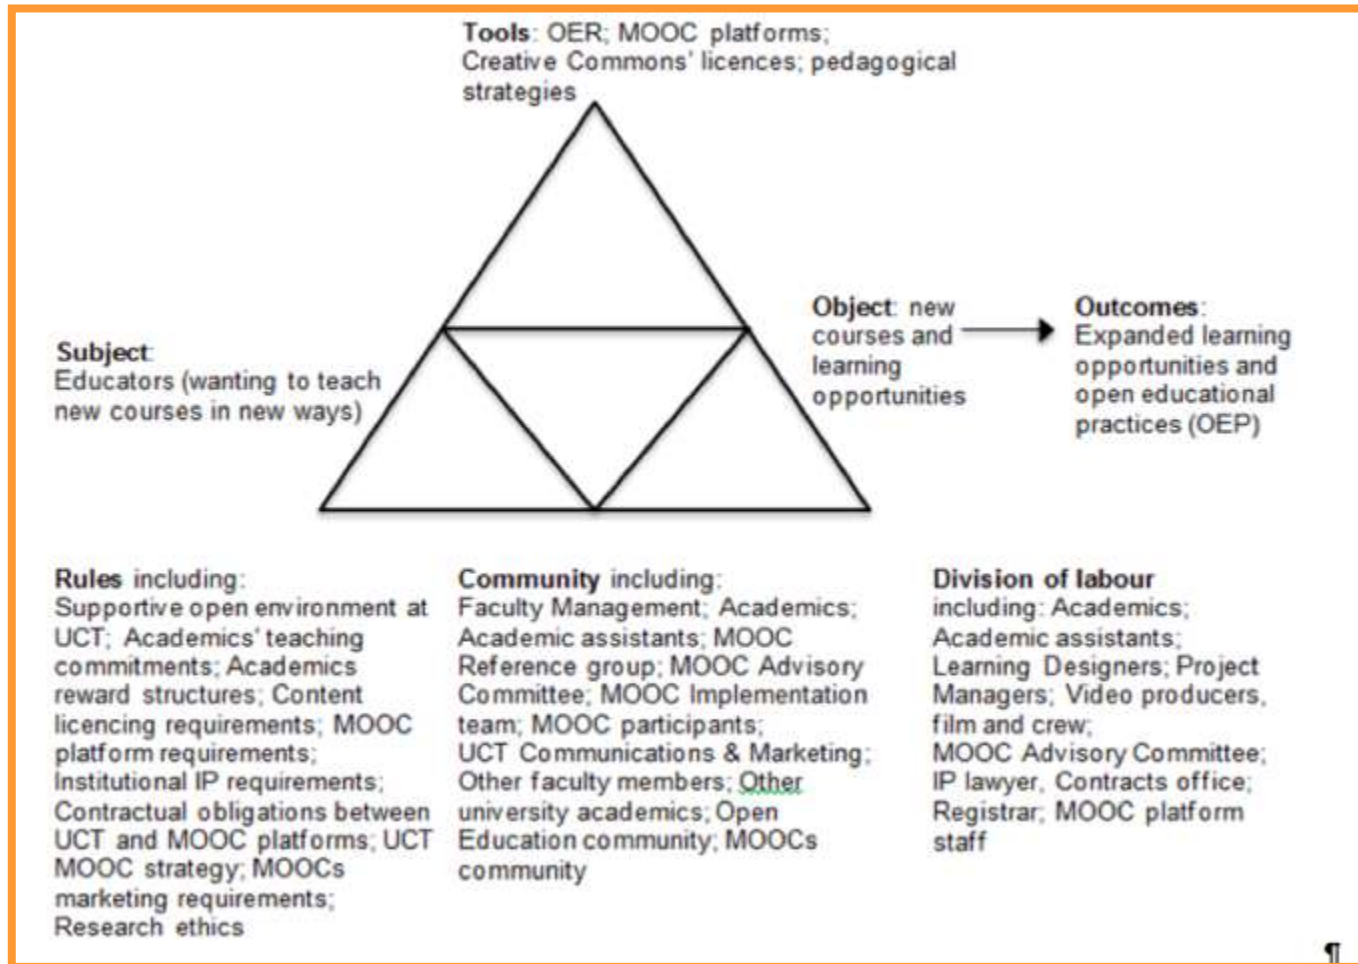 Tools: OER; MOOC platforms;
Creative Commons' licences; pedagogical
strategies
Subject:
Educators (wanting to teach
new courses in new ways)
Object: new
courses and
learning
opportunities
Outcomes:
Expanded learning
opportunities and
open educational
practices (OEP)
Rules including:
Supportive open environment at
UCT; Academics' teaching
commitments; Academics
reward structures; Content
licencing requirements; MOOC
platform requirements;
Institutional IP requirements;
Contractual obligations between
UCT and MOOC platforms; UCT
MOOC strategy; MOOCs
marketing requirements;
Research ethics
Community including:
Faculty Management; Academics;
Academic assistants; MOOC
Reference group; MOOC Advisory
Committee; MOOC Implementation
team; MOOC participants;
UCT Communications & Marketing;
Other faculty members; Other
university academics; Open
Education community; MOOCs
community
Division of labour
including: Academics;
Academic assistants;
Learning Designers; Project
Managers; Video producers,
film and crew;
MOOC Advisory Committee;
IP lawyer, Contracts office;
Registrar; MOOC platform
staff
¶